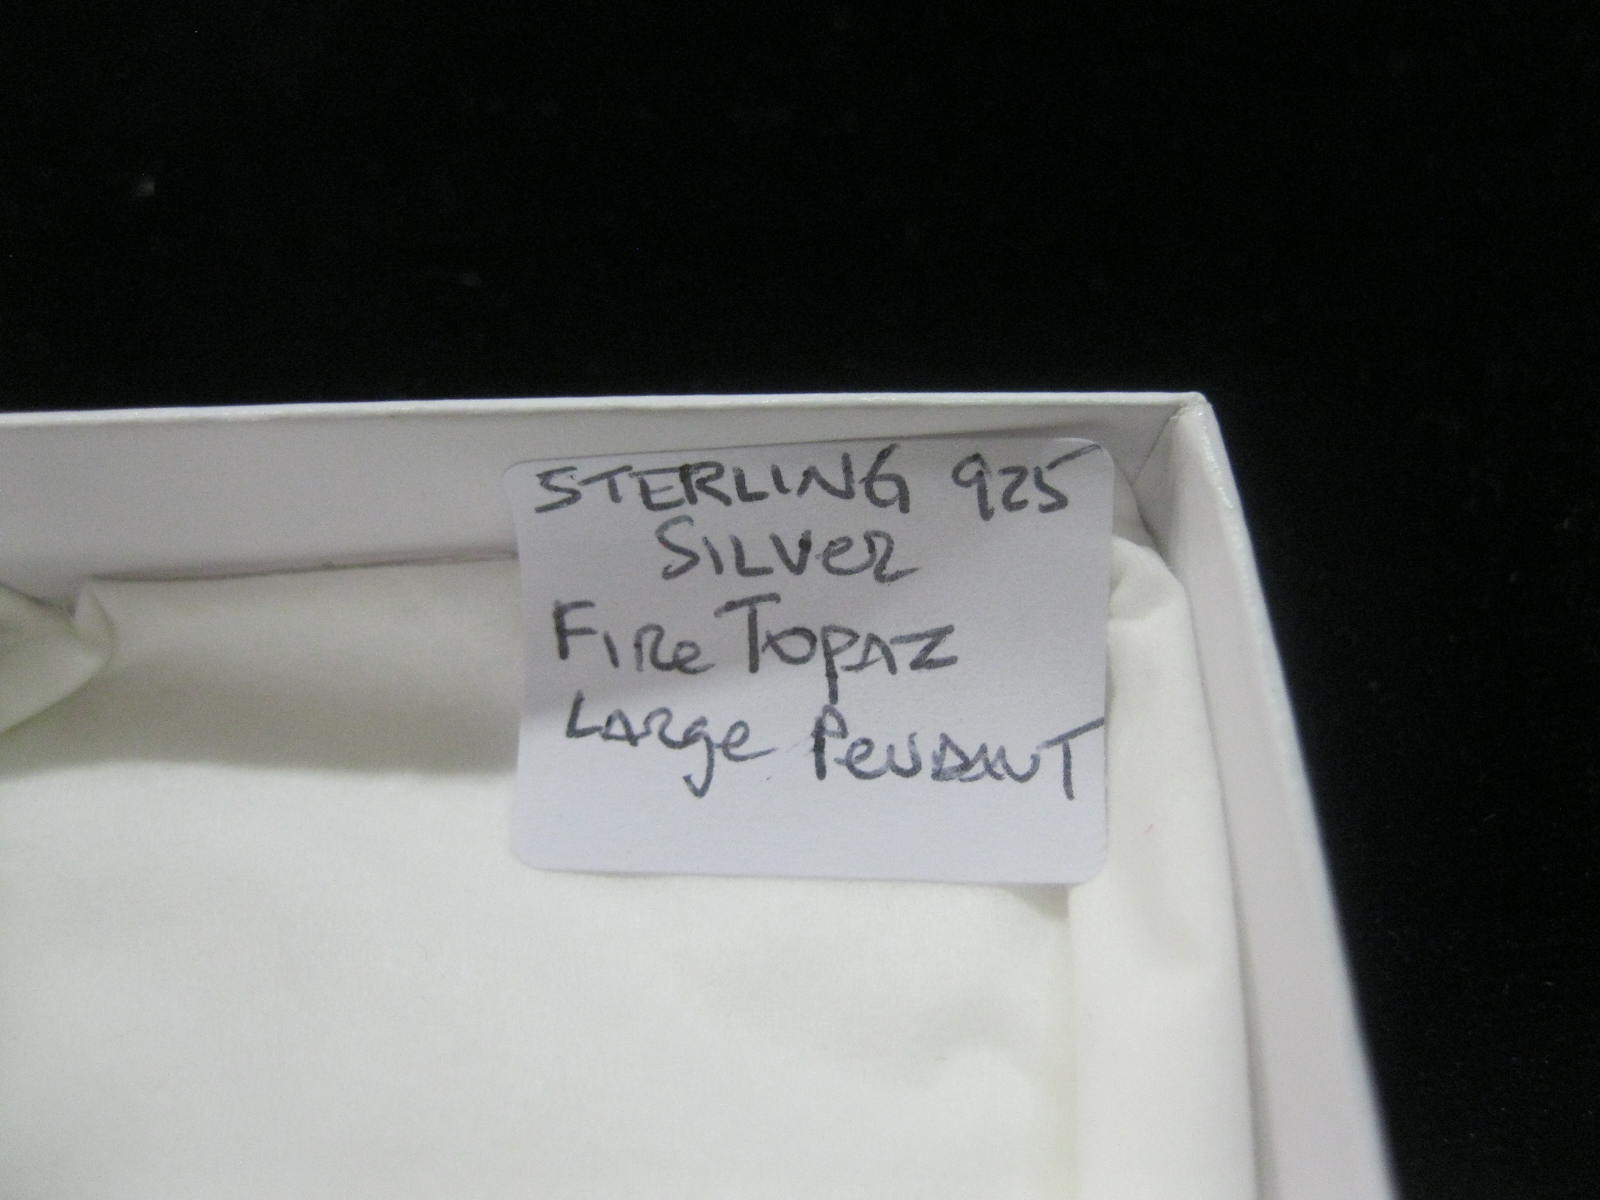 STERLING 925
SILVer
FIRe TOPAZ
LARge PeNDANT